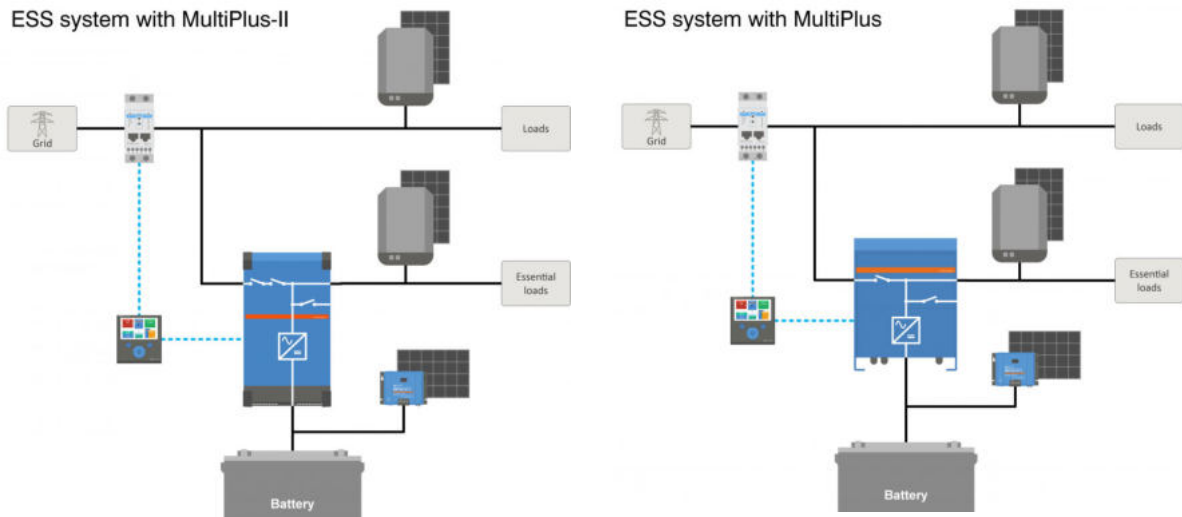 ESS system with MultiPlus-II
Grid
Loads
Essential
loads
Battery
ESS system with MultiPlus
Grid
Loads
Essential
loads
Battery